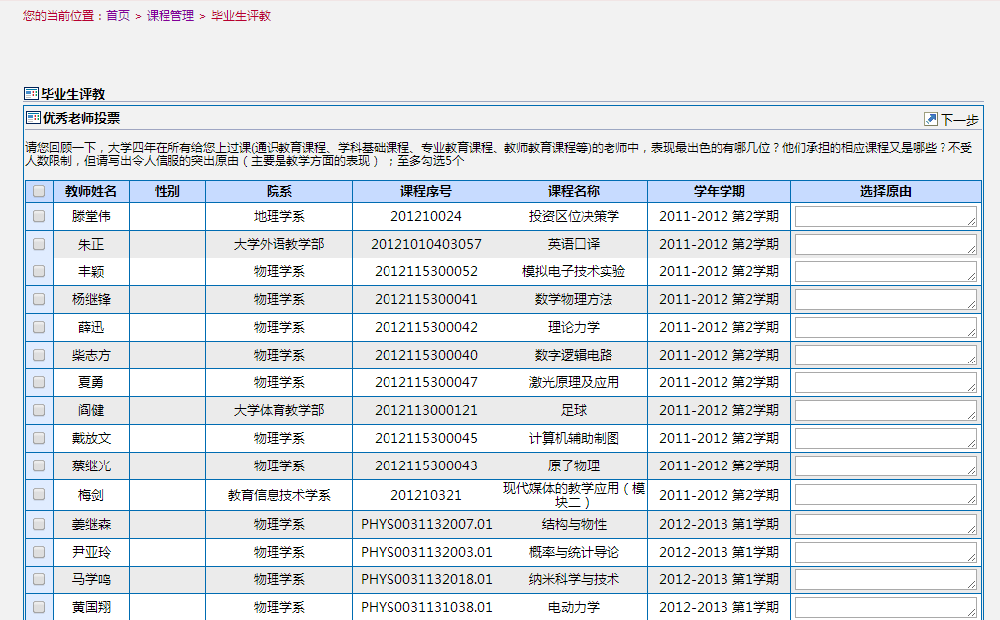 您的当前位置：首页 > 课程管理 > 毕业生评教
毕业生评教
优秀老师投票 下一步
请您回顾一下，大学四年在所有给您上过课(通识教育课程、学科基础课程、专业教育课程、教师教育课程等)的老师中，表现最出色的有哪几位？他们承担的相应课程又是哪些？不受
人数限制，但请写出令人信服的突出原由（主要是教学方面的表现）；至多勾选5个
教师姓名 性别 院系 课程序号 课程名称 学年学期 选择原由
滕堂伟 地理学系 201210024 投资区位决策学 2011-2012 第2学期
朱正 大学外语教学部 20121010403057 英语口译 2011-2012 第2学期
丰颖 物理学系 2012115300052 模拟电子技术实验 2011-2012 第2学期
杨继锋 物理学系 2012115300041 数学物理方法 2011-2012 第2学期
薛迅 物理学系 2012115300042 理论力学 2011-2012 第2学期
柴志方 物理学系 2012115300040 数字逻辑电路 2011-2012 第2学期
夏勇 物理学系 2012115300047 激光原理及应用 2011-2012 第2学期
阎健 大学体育教学部 2012113000121 足球 2011-2012 第2学期
戴放文 物理学系 2012115300045 计算机辅助制图 2011-2012 第2学期
蔡继光 物理学系 2012115300043 原子物理 2011-2012 第2学期
梅剑 教育信息技术学系 201210321 现代媒体的教学应用（模块二） 2011-2012 第2学期
姜继森 物理学系 PHYS0031132007.01 结构与物性 2012-2013 第1学期
尹亚玲 物理学系 PHYS0031132003.01 概率与统计导论 2012-2013 第1学期
马学鸣 物理学系 PHYS0031132018.01 纳米科学与技术 2012-2013 第1学期
黄国翔 物理学系 PHYS0031131038.01 电动力学 2012-2013 第1学期